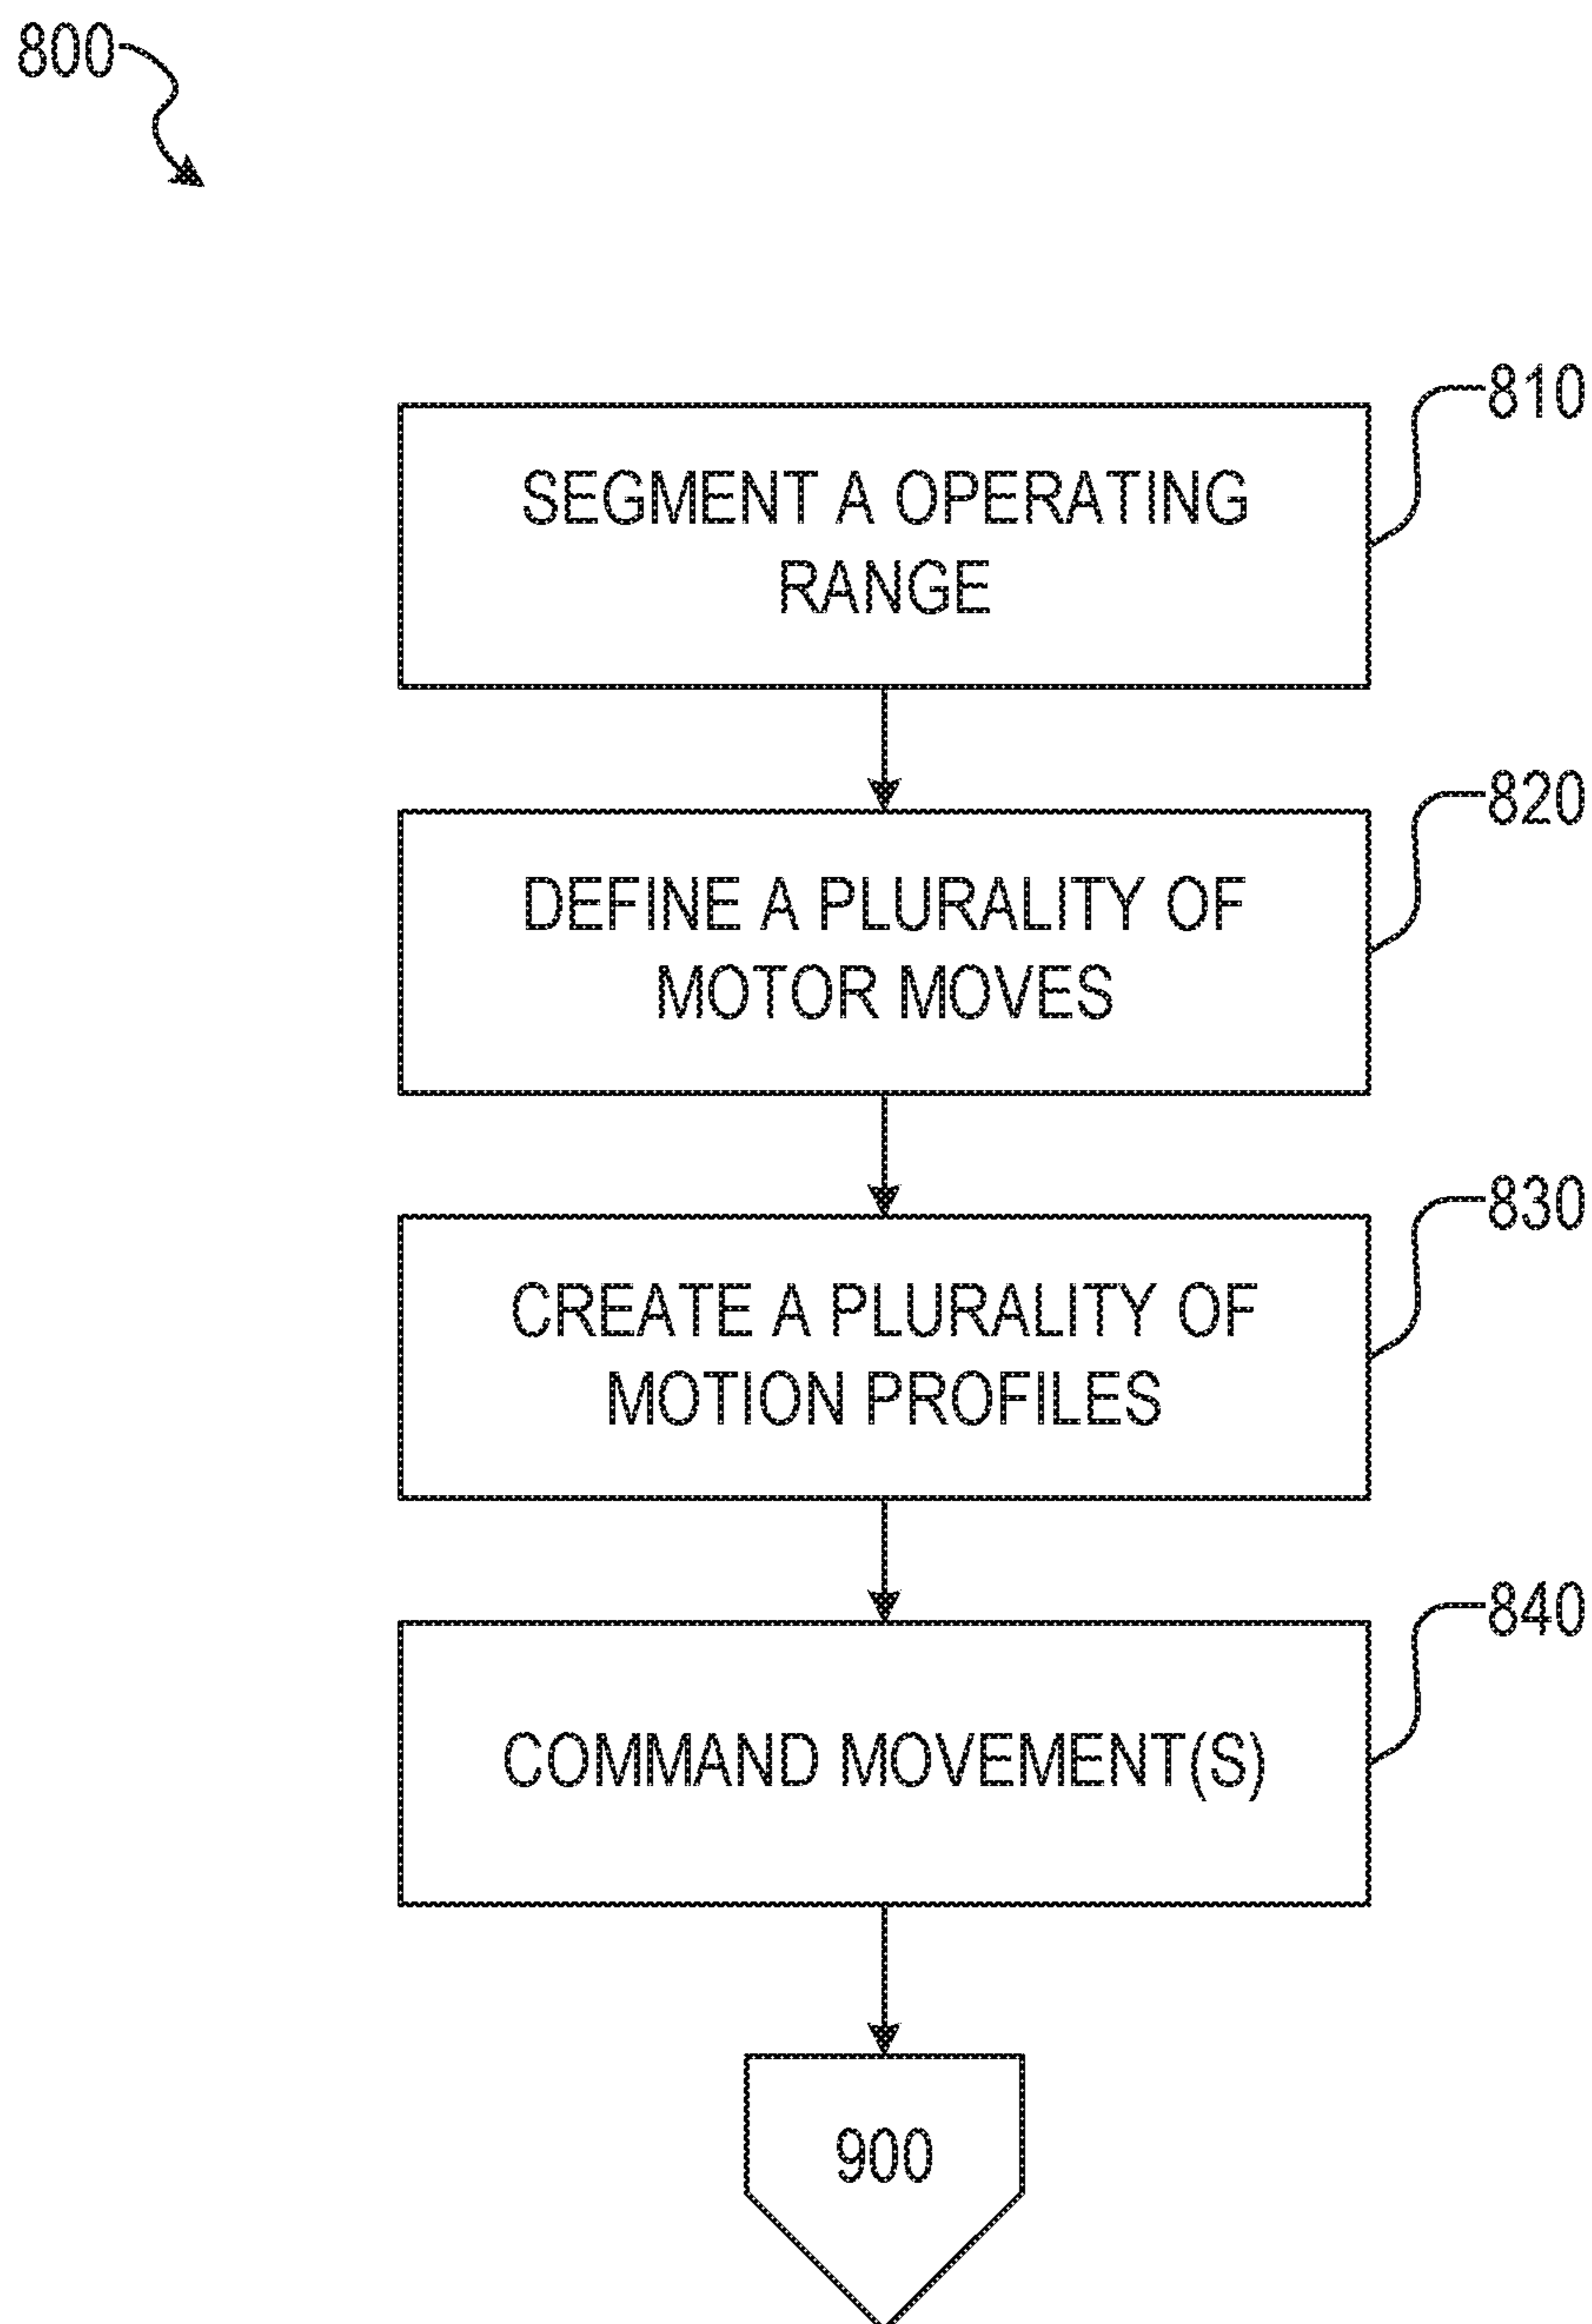 800
810
SEGMENT A OPERATING
RANGE
820
DEFINE A PLURALITY OF
MOTOR MOVES
830
CREATE A PLURALITY OF
MOTION PROFILES
840
COMMAND MOVEMENT(S)
900